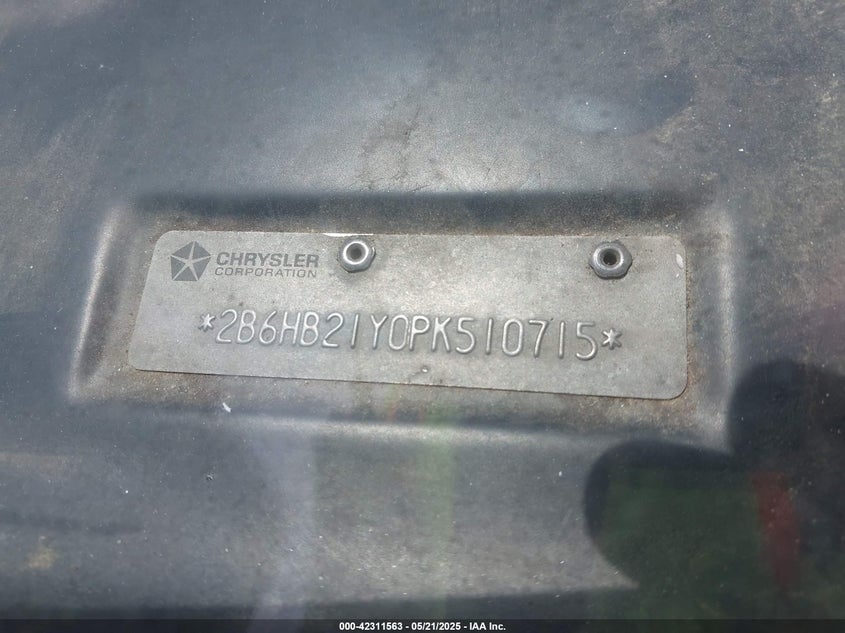 CHRYSLER
CORPORATION
*2B6HB21Y0PK510715*
000-42311563 - 05/21/2025 - IAA Inc.